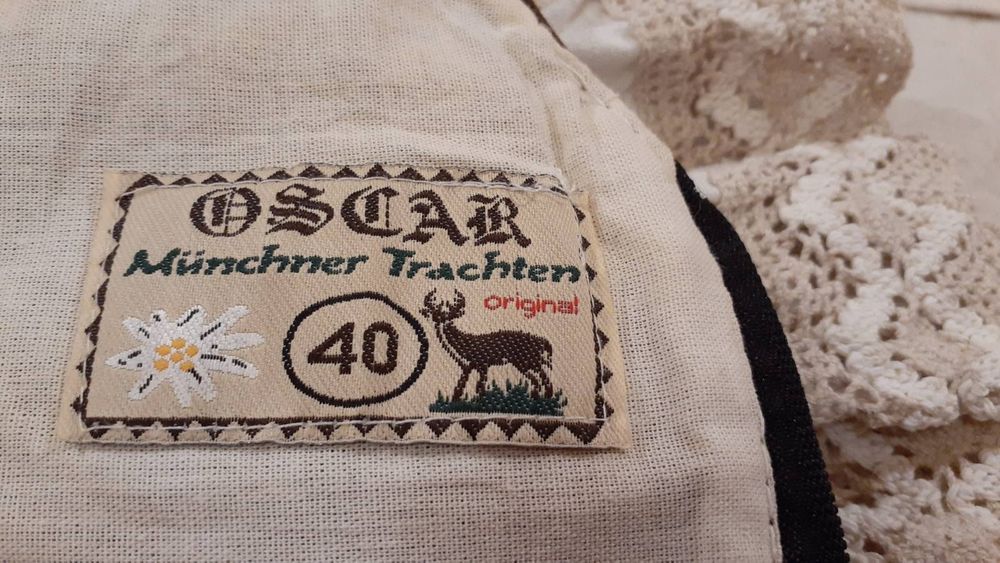 OSCAR
Münchner Trachten
original
40